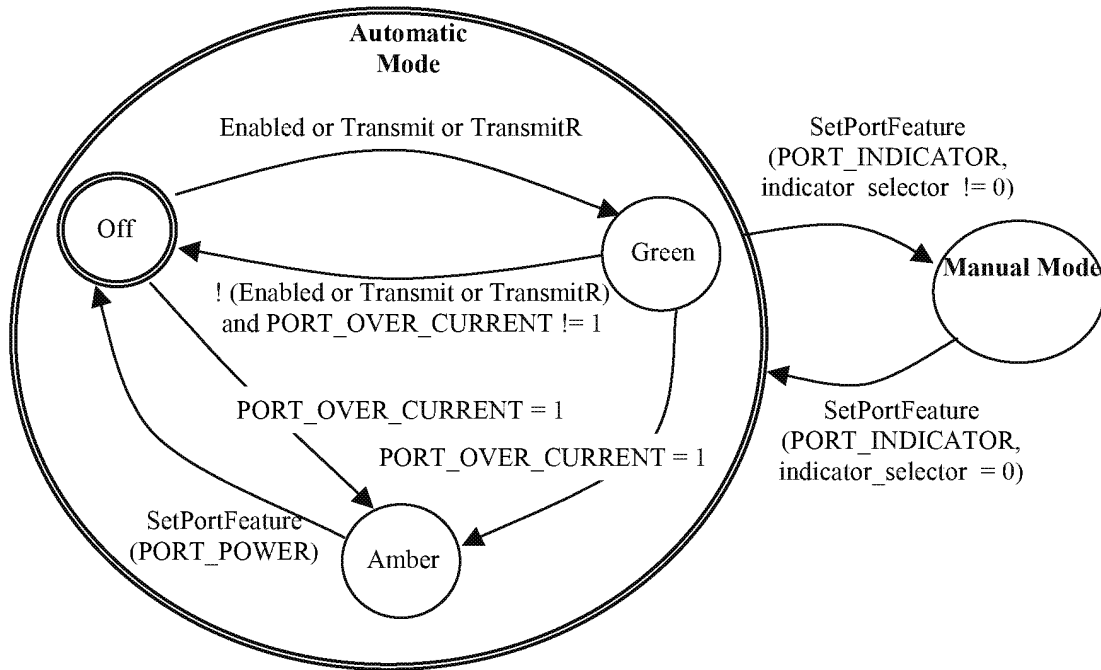 Automatic
Mode
Enabled or Transmit or TransmitR
SetPortFeature
(PORT_INDICATOR,
indicator_selector != 0)
Off
Green
Manual Mode
! (Enabled or Transmit or TransmitR)
and PORT_OVER_CURRENT != 1
PORT_OVER_CURRENT = 1
PORT_OVER_CURRENT = 1
SetPortFeature
(PORT_INDICATOR,
indicator_selector = 0)
SetPortFeature
(PORT_POWER)
Amber